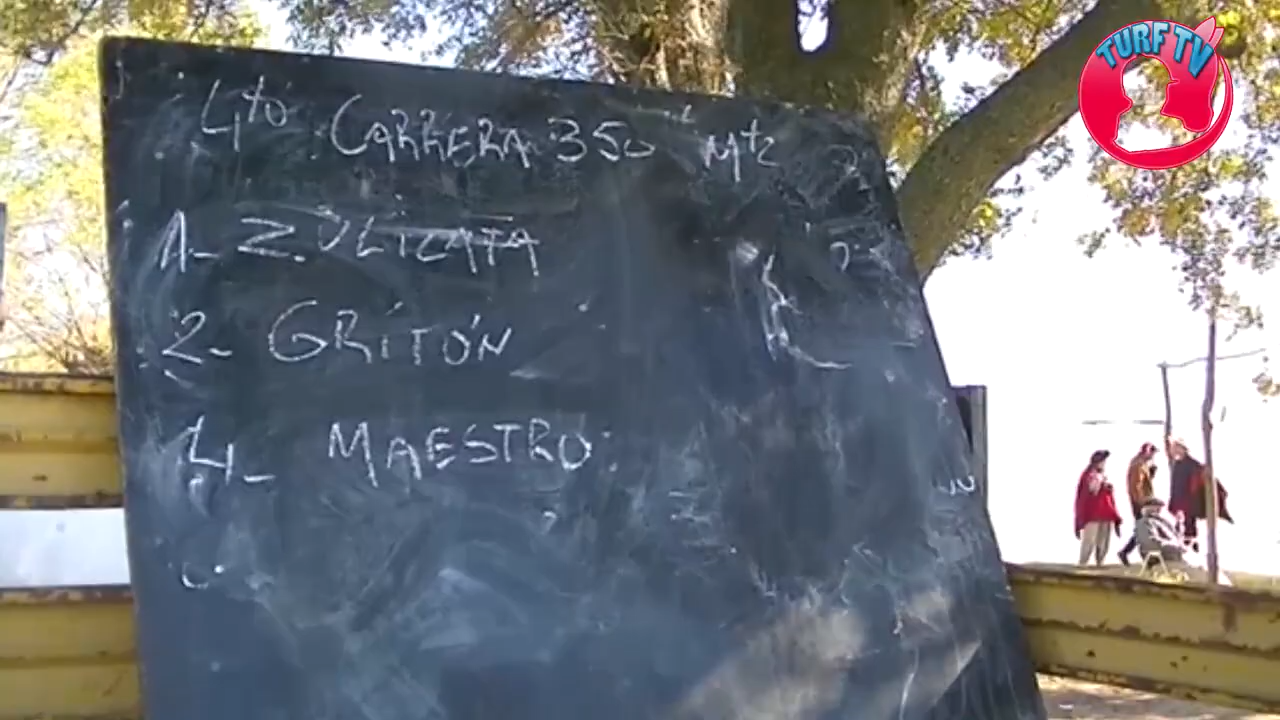 TURF TV
4to CARRERA 350 Mts
1- ZULIZATA
2- GRITÓN
4- MAESTRO